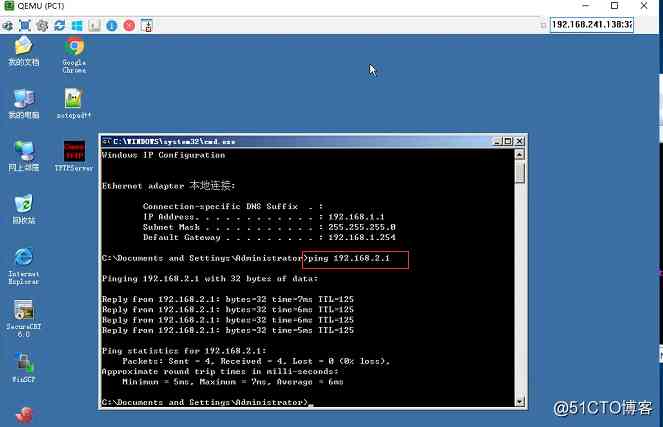 QEMU (PC1)
192.168.241.138:32
我的文档
Google Chrome
我的电脑
notepad++
网上邻居
TFTPServer
回收站
Internet Explorer
SecureCRT 6.0
WinSCP
C:\WINDOWS\system32\cmd.exe
Windows IP Configuration
Ethernet adapter 本地连接:
Connection-specific DNS Suffix . :
IP Address. . . . . . . . . . . . : 192.168.1.1
Subnet Mask . . . . . . . . . . . : 255.255.255.0
Default Gateway . . . . . . . . . : 192.168.1.254
C:\Documents and Settings\Administrator>ping 192.168.2.1
Pinging 192.168.2.1 with 32 bytes of data:
Reply from 192.168.2.1: bytes=32 time=7ms TTL=125
Reply from 192.168.2.1: bytes=32 time=6ms TTL=125
Reply from 192.168.2.1: bytes=32 time=6ms TTL=125
Reply from 192.168.2.1: bytes=32 time=5ms TTL=125
Ping statistics for 192.168.2.1:
Packets: Sent = 4, Received = 4, Lost = 0 (0% loss),
Approximate round trip times in milli-seconds:
Minimum = 5ms, Maximum = 7ms, Average = 6ms
C:\Documents and Settings\Administrator>_
@51CTO博客